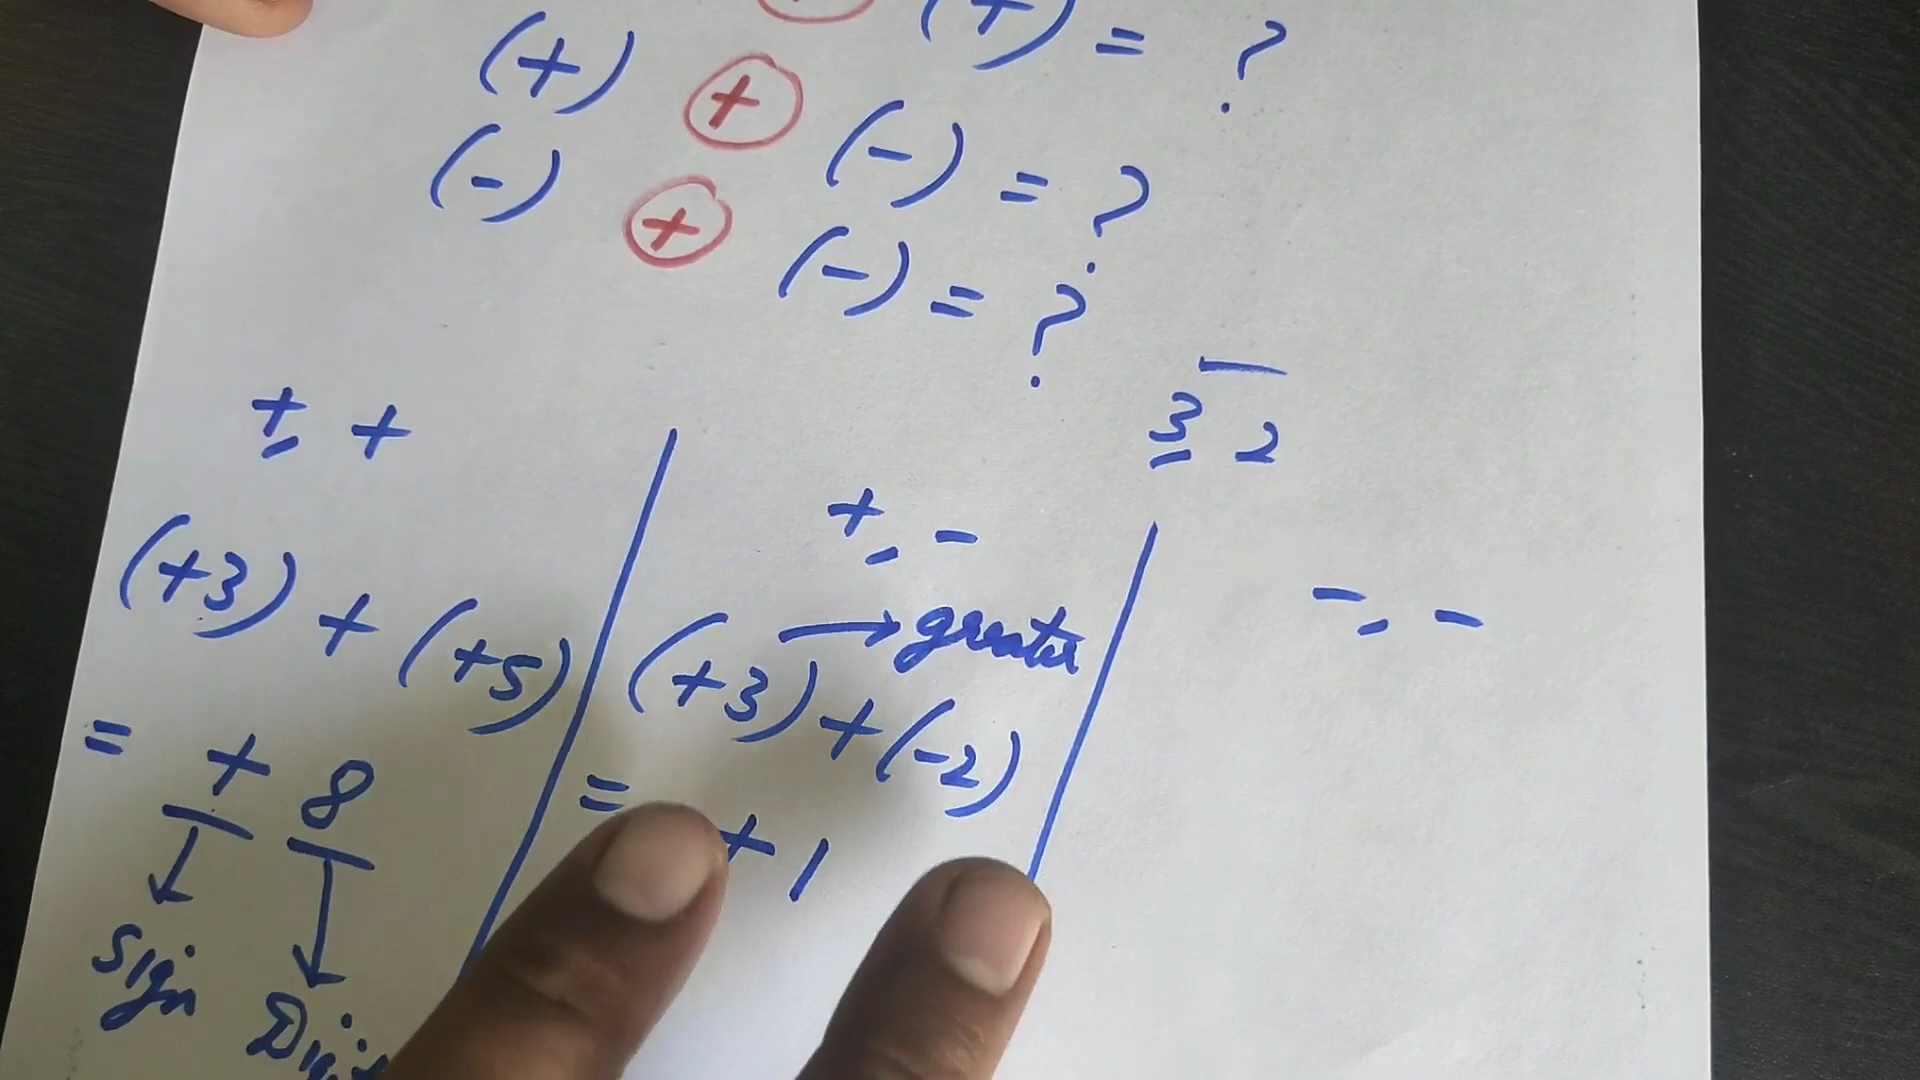 (+) = ?
(+) + (-) = ?
(-) + (-) = ?
3 2
+, +
+, -
-, -
→ greater
(+3) + (+5)
(+3) + (-2)
= + 8
= + 1
Sign